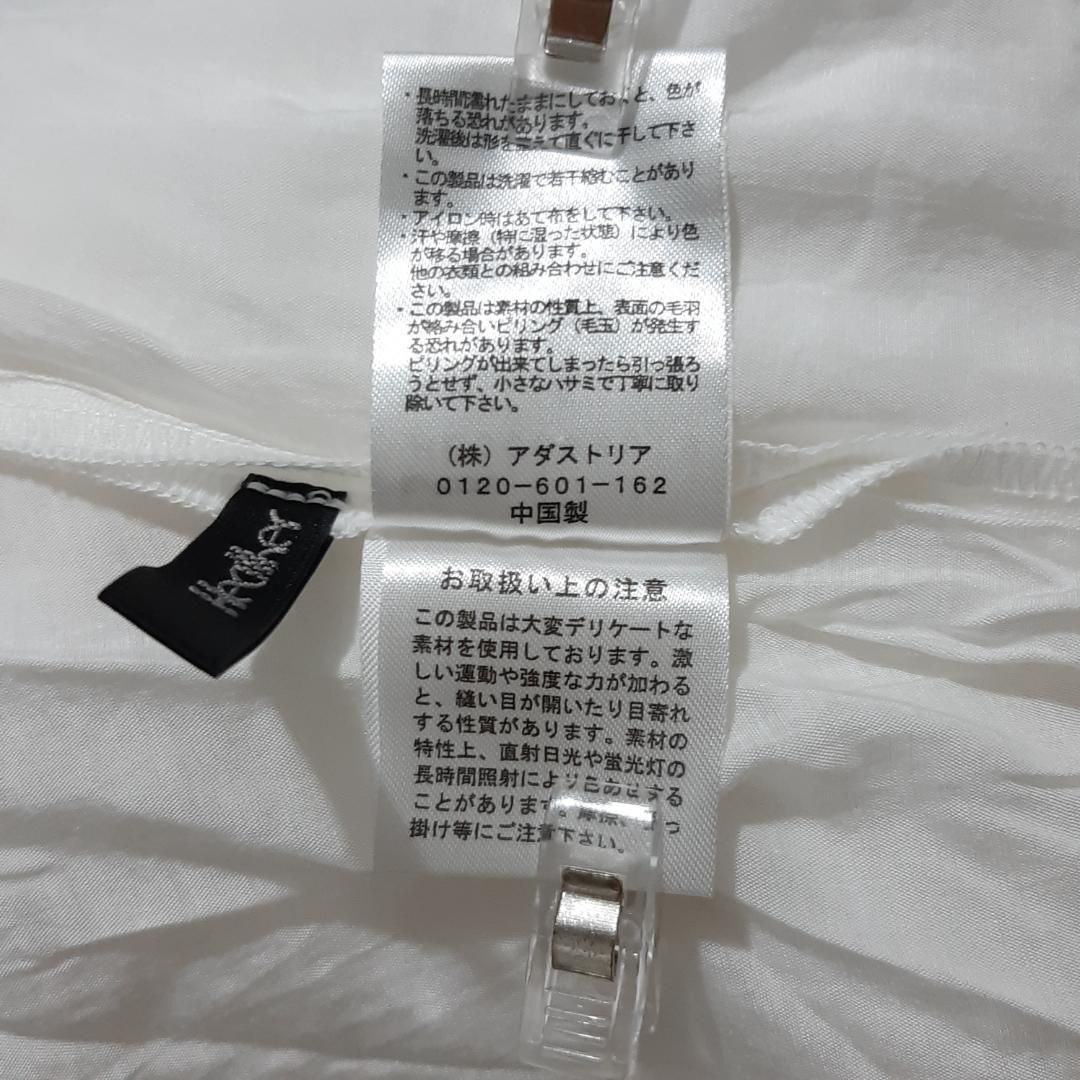 ・長時間濡れたままにしておくと、色が
落ちる恐れがあります。
洗濯後は形を整えて直ぐに干して下さ
い。
・この製品は洗濯で若干縮むことがあり
ます。
・アイロン時はあて布をして下さい。
・汗や摩擦（特に湿った状態）により色
が移る場合があります。
他の衣類との組み合わせにご注意くだ
さい。
・この製品は素材の性質上、表面の毛羽
が絡み合いピリング（毛玉）が発生す
る恐れがあります。
ピリングが出来てしまったら引っ張ろ
うとせず、小さなハサミで丁寧に取り
除いて下さい。
（株）アダストリア
0120-601-162
中国製
お取扱い上の注意
この製品は大変デリケートな
素材を使用しております。激
しい運動や強度な力が加わる
と、縫い目が開いたり目寄れ
する性質があります。素材の
特性上、直射日光や蛍光灯の
長時間照射により色あせする
ことがあります。摩擦、引っ
掛け等にご注意下さい。